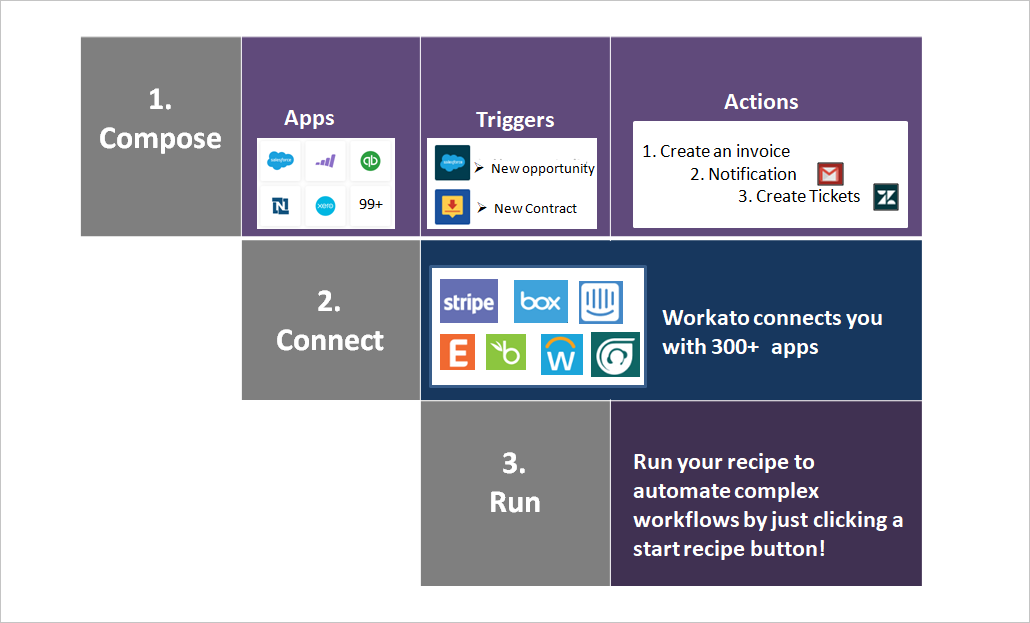 1.
Compose
Apps
salesforce
qb
N
xero
99+
Triggers
salesforce
➢ New opportunity
➢ New Contract
Actions
1. Create an invoice
2. Notification
3. Create Tickets
2.
Connect
stripe
box
E
b
w
Workato connects you
with 300+ apps
3.
Run
Run your recipe to
automate complex
workflows by just clicking a
start recipe button!